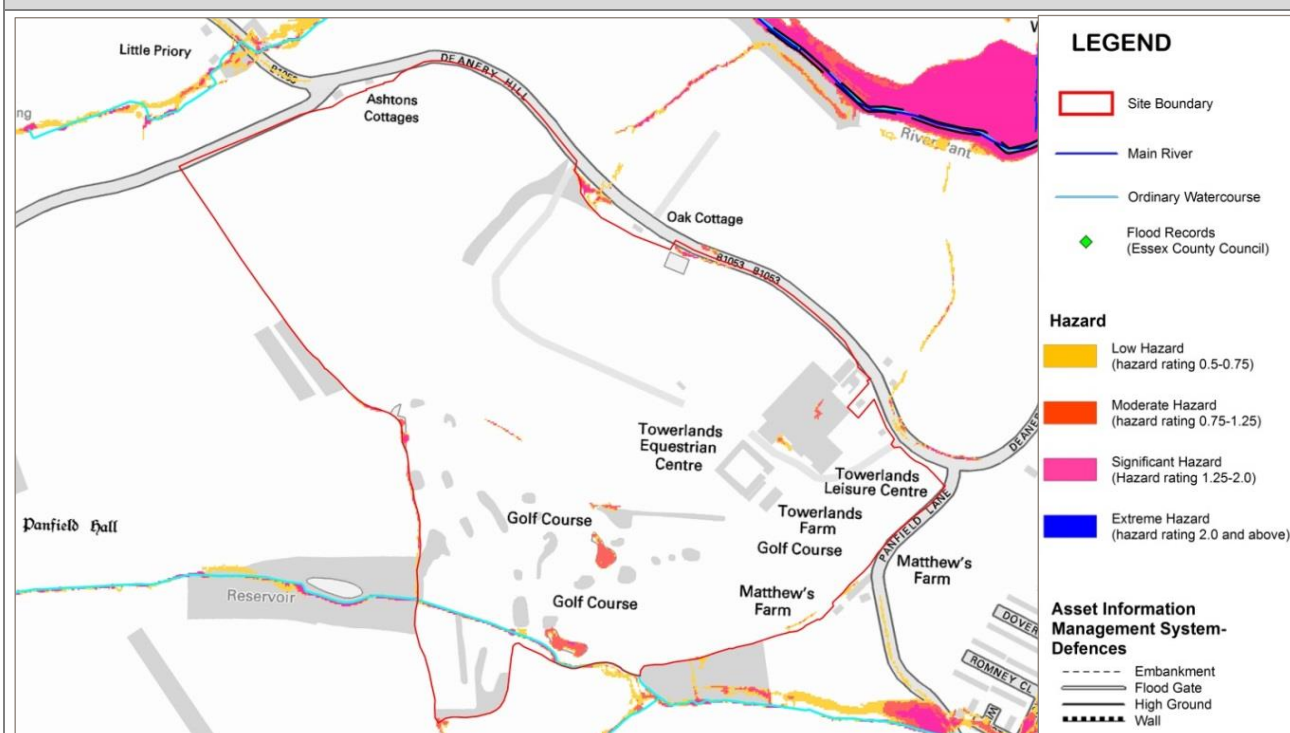 Little Priory
B1053
DEANERY HILL
Ashtons
Cottages
River Pant
Oak Cottage
B1053 B1053
Towerlands
Equestrian
Centre
Towerlands
Leisure Centre
DEANER
Golf Course
Towerlands
Farm
Golf Course
PANFIELD LANE
Panfield Hall
Matthew's
Farm
Matthew's
Farm
Reservoir
Golf Course
DOVER
ROMNEY CL
LEGEND
Site Boundary
Main River
Ordinary Watercourse
Flood Records
(Essex County Council)
Hazard
Low Hazard
(hazard rating 0.5-0.75)
Moderate Hazard
(hazard rating 0.75-1.25)
Significant Hazard
(Hazard rating 1.25-2.0)
Extreme Hazard
(hazard rating 2.0 and above)
Asset Information
Management System-
Defences
Embankment
Flood Gate
High Ground
Wall